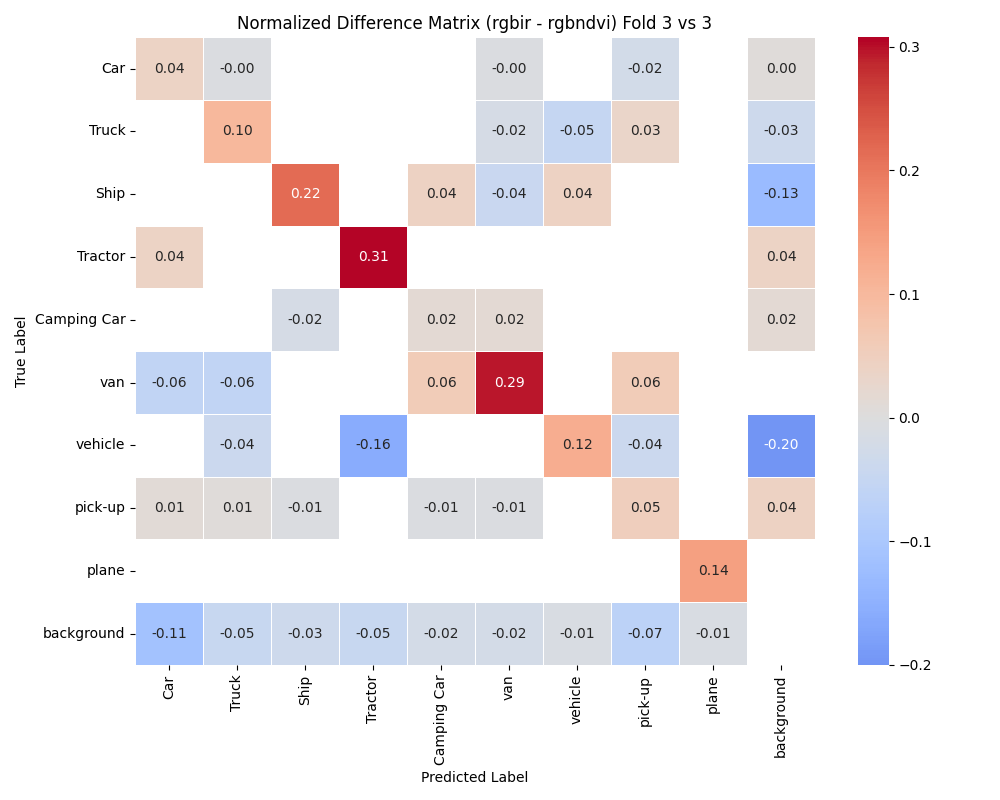 Normalized Difference Matrix (rgbir - rgbndvi) Fold 3 vs 3
Car 0.04 -0.00 -0.00 -0.02 0.00
Truck 0.10 -0.02 -0.05 0.03 -0.03
Ship 0.22 0.04 -0.04 0.04 -0.13
Tractor 0.04 0.31 0.04
Camping Car -0.02 0.02 0.02 0.02
van -0.06 -0.06 0.06 0.29 0.06
vehicle -0.04 -0.16 0.12 -0.04 -0.20
pick-up 0.01 0.01 -0.01 -0.01 -0.01 0.05 0.04
plane 0.14
background -0.11 -0.05 -0.03 -0.05 -0.02 -0.02 -0.01 -0.07 -0.01
True Label
Car Truck Ship Tractor Camping Car van vehicle pick-up plane background
Predicted Label
0.3
0.2
0.1
0.0
−0.1
−0.2